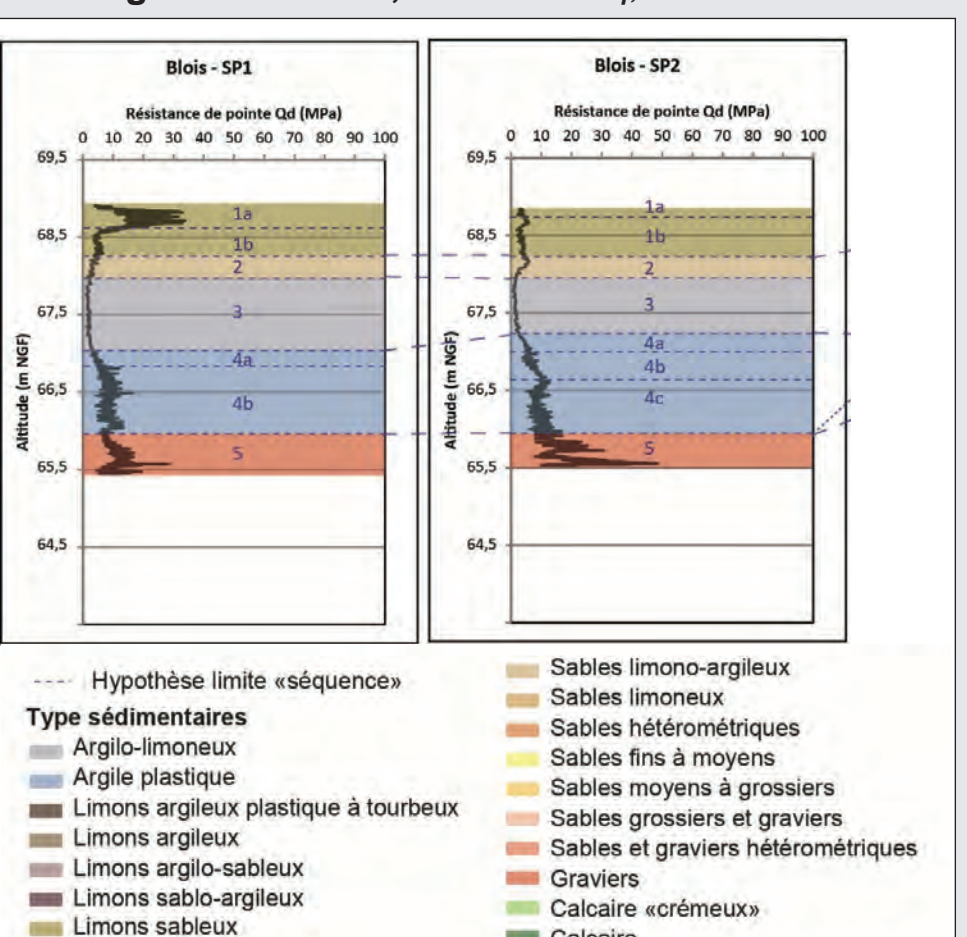 Blois - SP1
Résistance de pointe Qd (MPa)
0 10 20 30 40 50 60 70 80 90 100
69,5
68,5
67,5
66,5
65,5
64,5
Altitude (m NGF)
1a
1b
2
3
4a
4b
5
Blois - SP2
Résistance de pointe Qd (MPa)
0 10 20 30 40 50 60 70 80 90 100
69,5
68,5
67,5
66,5
65,5
64,5
Altitude (m NGF)
1a
1b
2
3
4a
4b
4c
5
Hypothèse limite «séquence»
Type sédimentaires
Argilo-limoneux
Argile plastique
Limons argileux plastique à tourbeux
Limons argileux
Limons argilo-sableux
Limons sablo-argileux
Limons sableux
Sables limono-argileux
Sables limoneux
Sables hétérométriques
Sables fins à moyens
Sables moyens à grossiers
Sables grossiers et graviers
Sables et graviers hétérométriques
Graviers
Calcaire «crémeux»
Calcaire